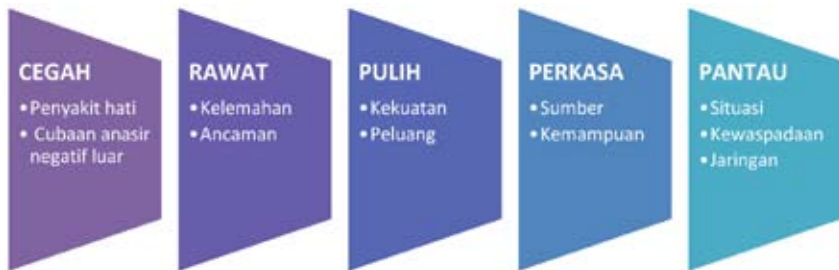 CEGAH
• Penyakit hati
• Cubaan anasir
negatif luar
RAWAT
• Kelemahan
• Ancaman
PULIH
• Kekuatan
• Peluang
PERKASA
• Sumber
• Kemampuan
PANTAU
• Situasi
• Kewaspadaan
• Jaringan